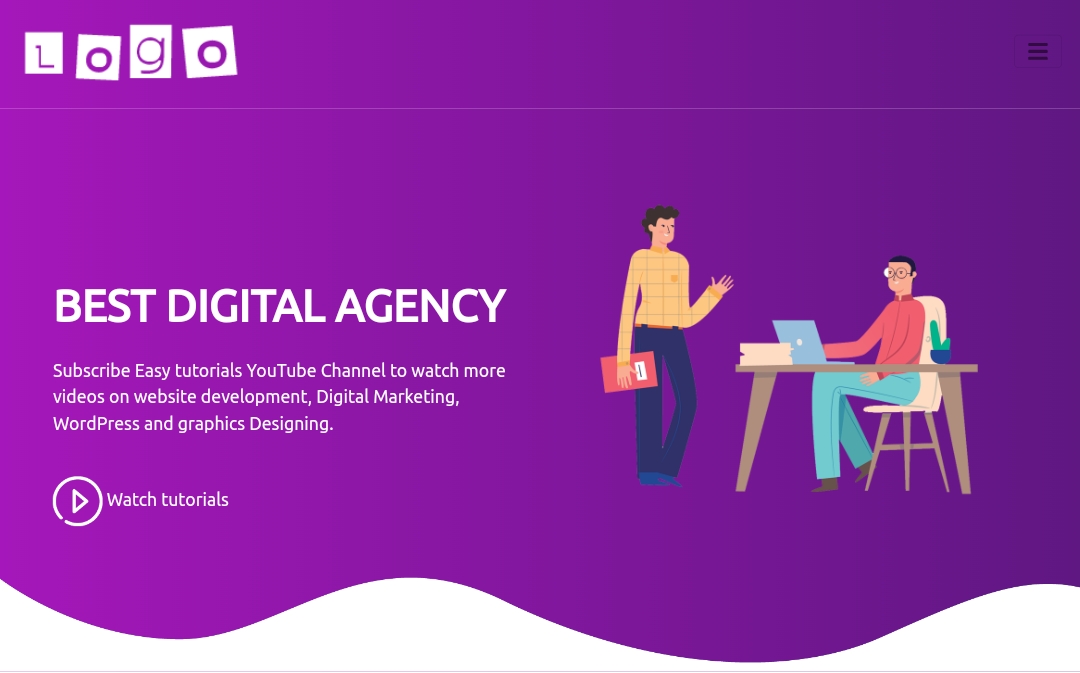 Logo
BEST DIGITAL AGENCY
Subscribe Easy tutorials YouTube Channel to watch more
videos on website development, Digital Marketing,
WordPress and graphics Designing.
Watch tutorials